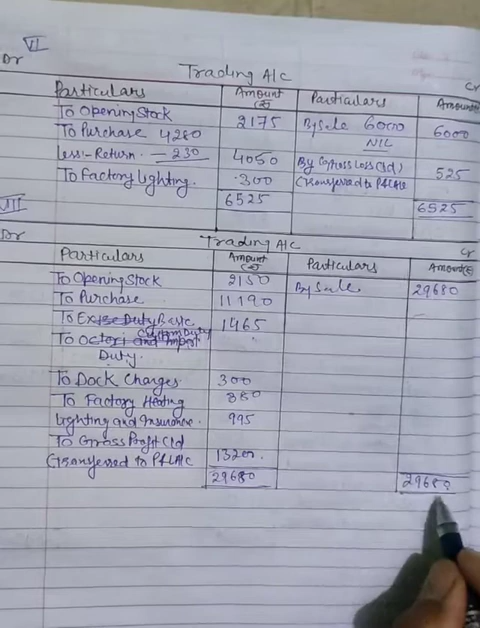 VI
Dr Trading A/c Cr
Particulars Amount (₹) Particulars Amount
To Opening Stock 2175 By Sale 6000 6000
To Purchase 4280 NIL
Less:- Return. 230 4050 By Gross Loss (c/d) 525
To Factory Lighting. 300 (Transferred to P&L A/c
6525 6525
VII
Dr Trading A/c Cr
Particulars Amount (₹) Particulars Amount(₹)
To Opening Stock 2150 By Sale. 29680
To Purchase 11190
To Excise Duty Basic 1465
Custom Duty
To Octori and Import
Duty.
To Dock Charges 300
To Factory Heating 380
Lighting and Insurance. 995
To Gross Profit C/d
(Transferred to P&L A/c 13200.
29680 29680